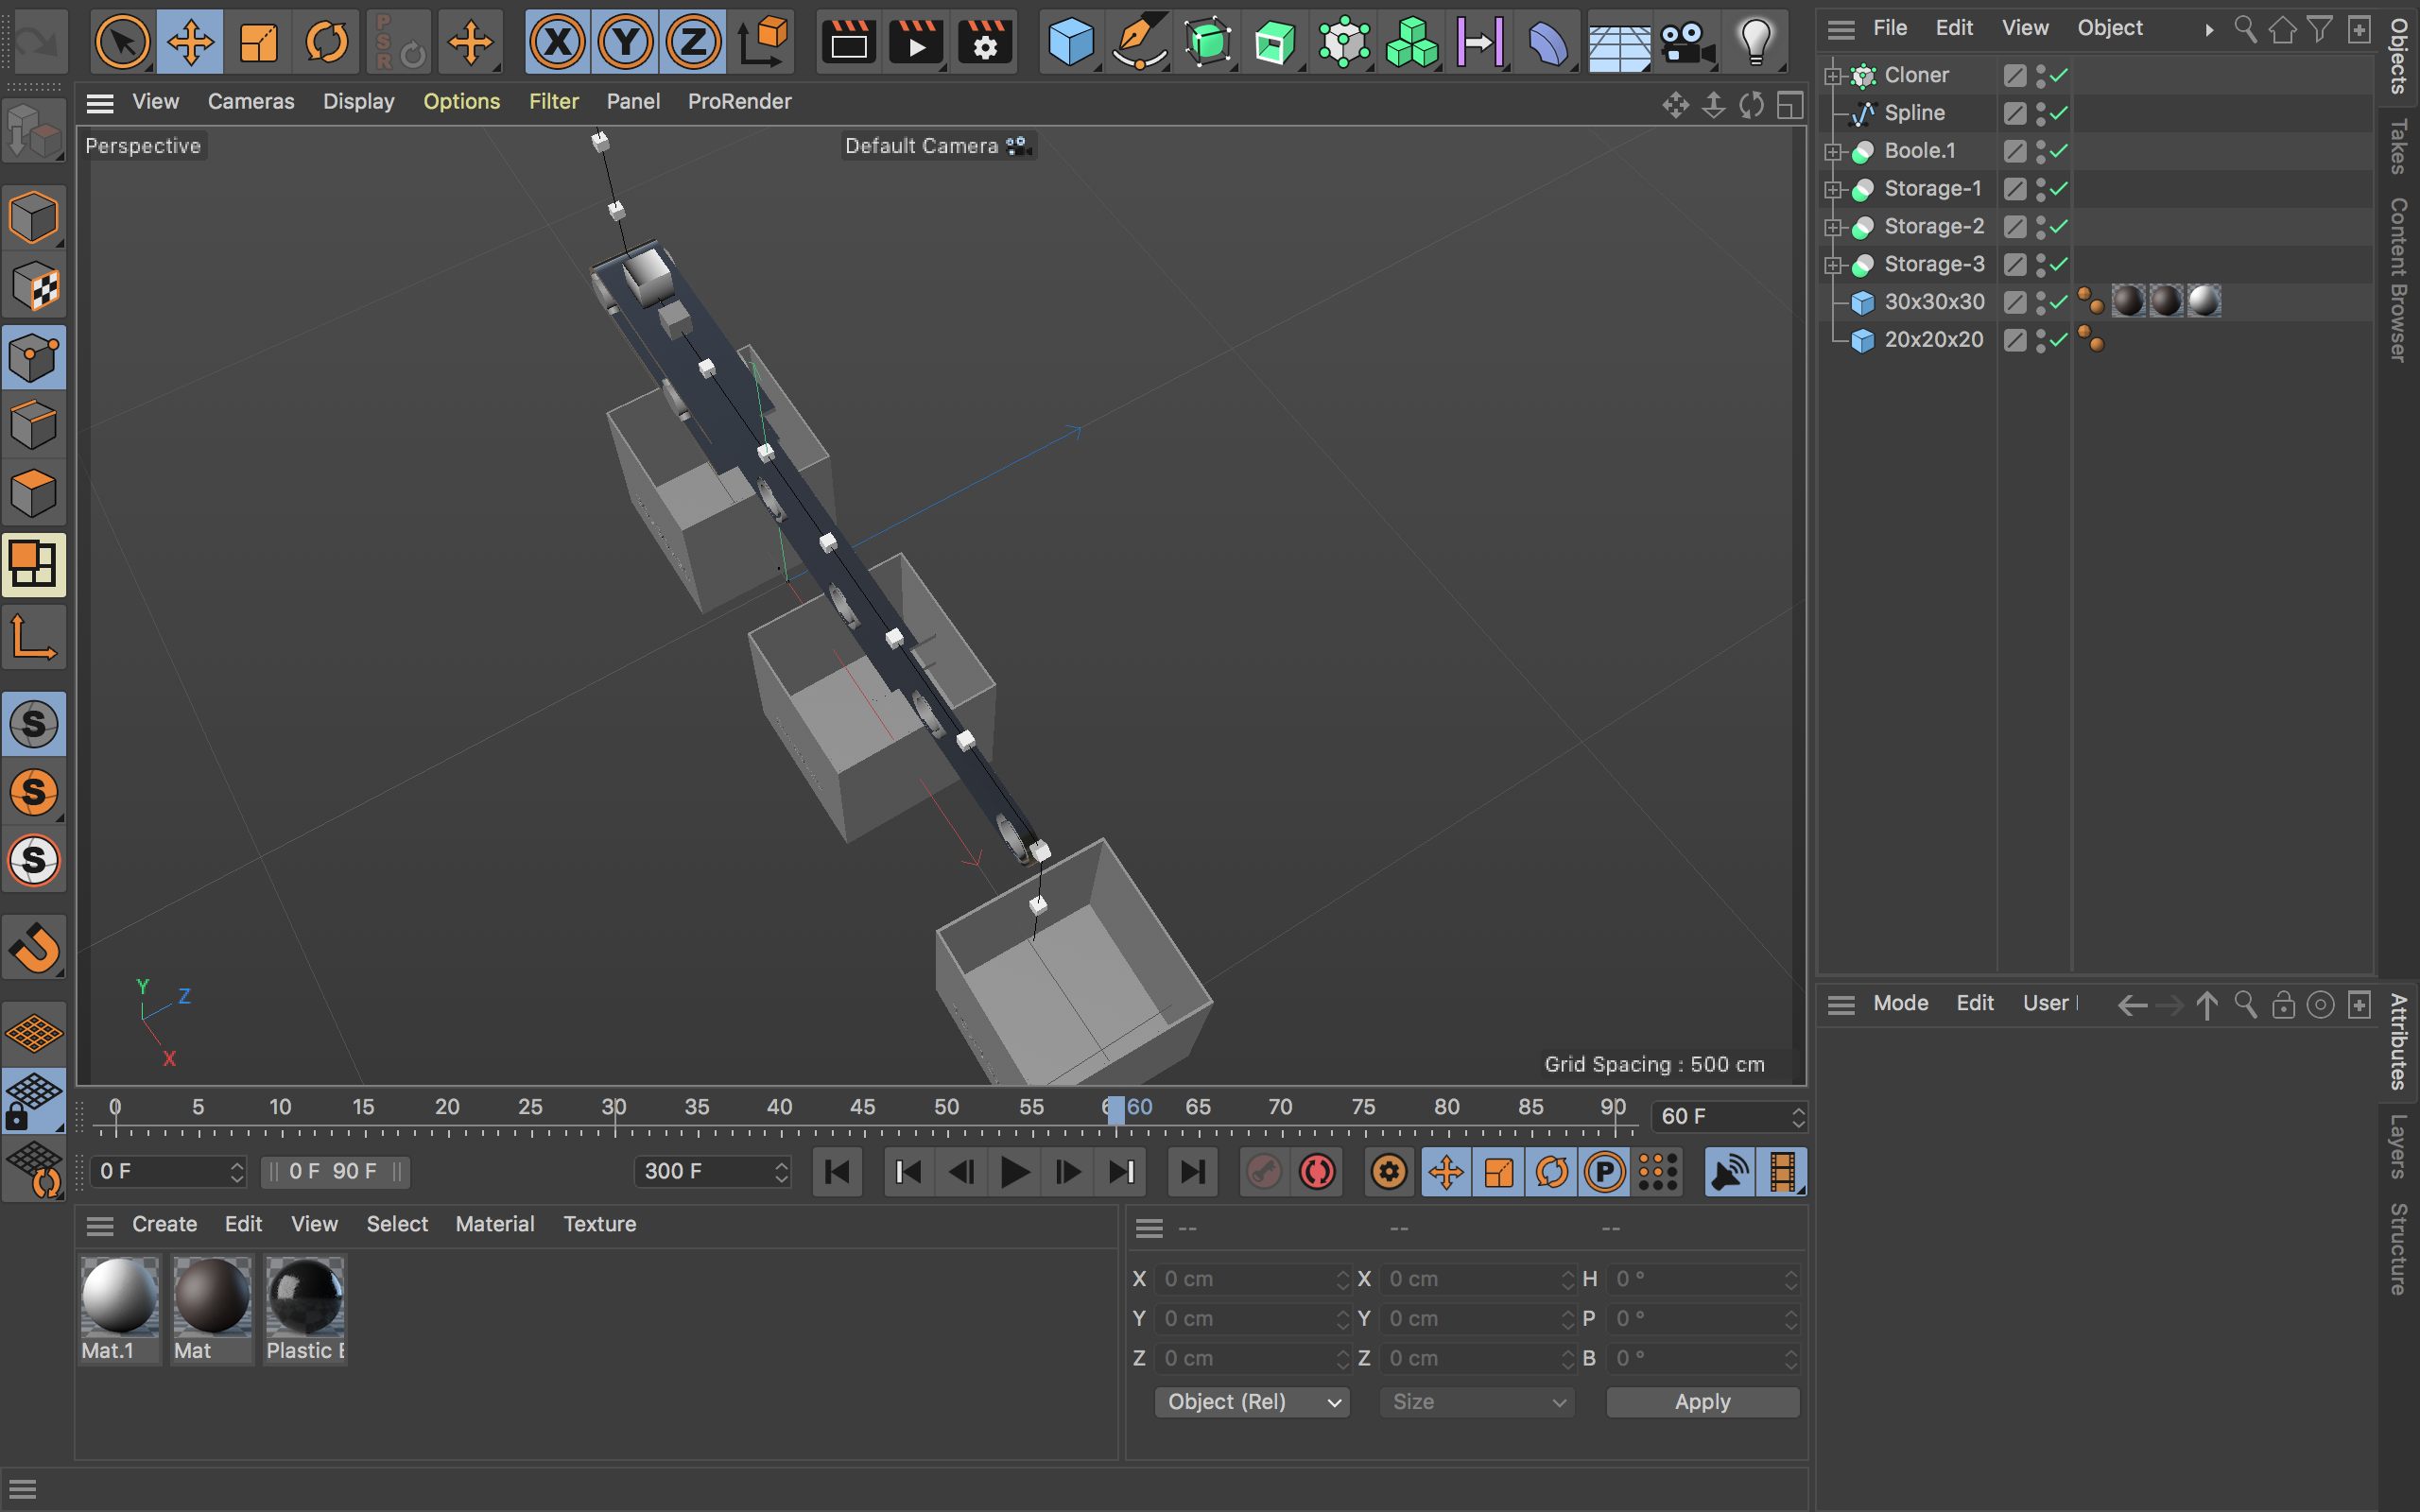 PSR
X Y Z
File Edit View Object
View Cameras Display Options Filter Panel ProRender
Perspective
Default Camera
Cloner
Spline
Boole.1
Storage-1
Storage-2
Storage-3
30x30x30
20x20x20
Objects
Takes
Content Browser
S
S
S
Y
Z
X
Grid Spacing : 500 cm
Mode Edit User
Attributes
Layers
Structure
0 5 10 15 20 25 30 35 40 45 50 55 60 65 70 75 80 85 90
60 F
0 F
0 F 90 F
300 F
P
Create Edit View Select Material Texture
-- -- --
Mat.1
Mat
Plastic
X 0 cm X 0 cm H 0 °
Y 0 cm Y 0 cm P 0 °
Z 0 cm Z 0 cm B 0 °
Object (Rel) Size Apply